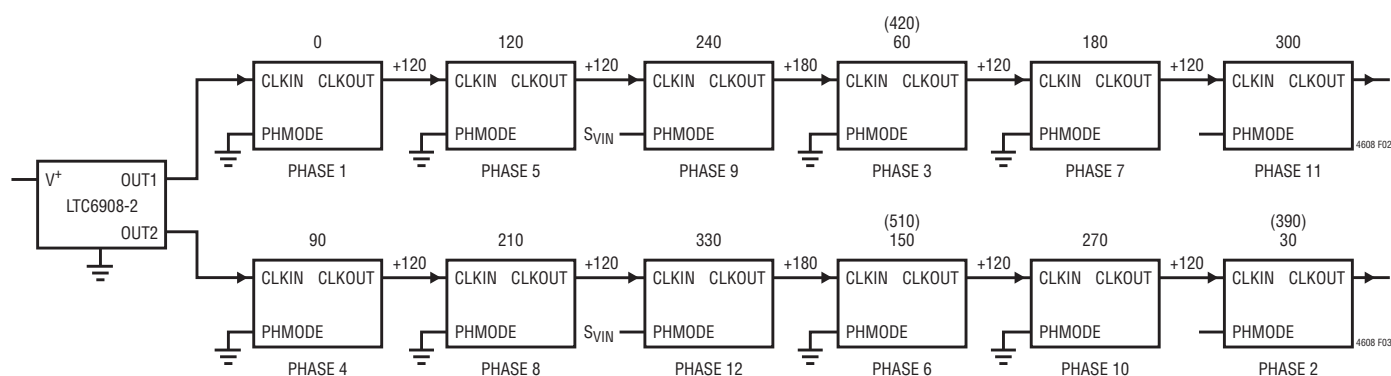 (420)
0 120 240 60 180 300
CLKIN CLKOUT +120 CLKIN CLKOUT +120 CLKIN CLKOUT +180 CLKIN CLKOUT +120 CLKIN CLKOUT +120 CLKIN CLKOUT
PHMODE PHMODE SVIN PHMODE PHMODE PHMODE PHMODE 4608 F02
PHASE 1 PHASE 5 PHASE 9 PHASE 3 PHASE 7 PHASE 11
V+ OUT1
LTC6908-2
OUT2
(510) (390)
90 210 330 150 270 30
CLKIN CLKOUT +120 CLKIN CLKOUT +120 CLKIN CLKOUT +180 CLKIN CLKOUT +120 CLKIN CLKOUT +120 CLKIN CLKOUT
PHMODE PHMODE SVIN PHMODE PHMODE PHMODE PHMODE 4608 F03
PHASE 4 PHASE 8 PHASE 12 PHASE 6 PHASE 10 PHASE 2